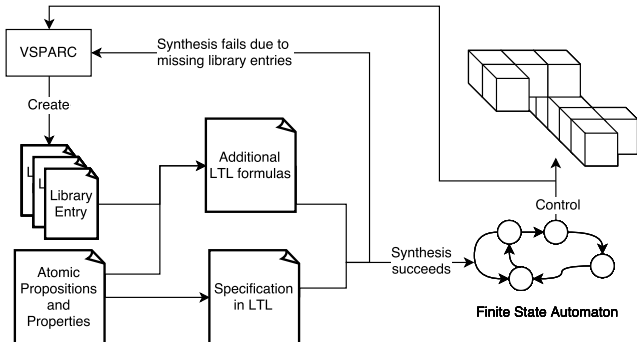 VSPARC
Synthesis fails due to
missing library entries
Create
L
L
Library
Entry
Additional
LTL formulas
Control
Synthesis
succeeds
Atomic
Propositions
and
Properties
Specification
in LTL
Finite State Automaton